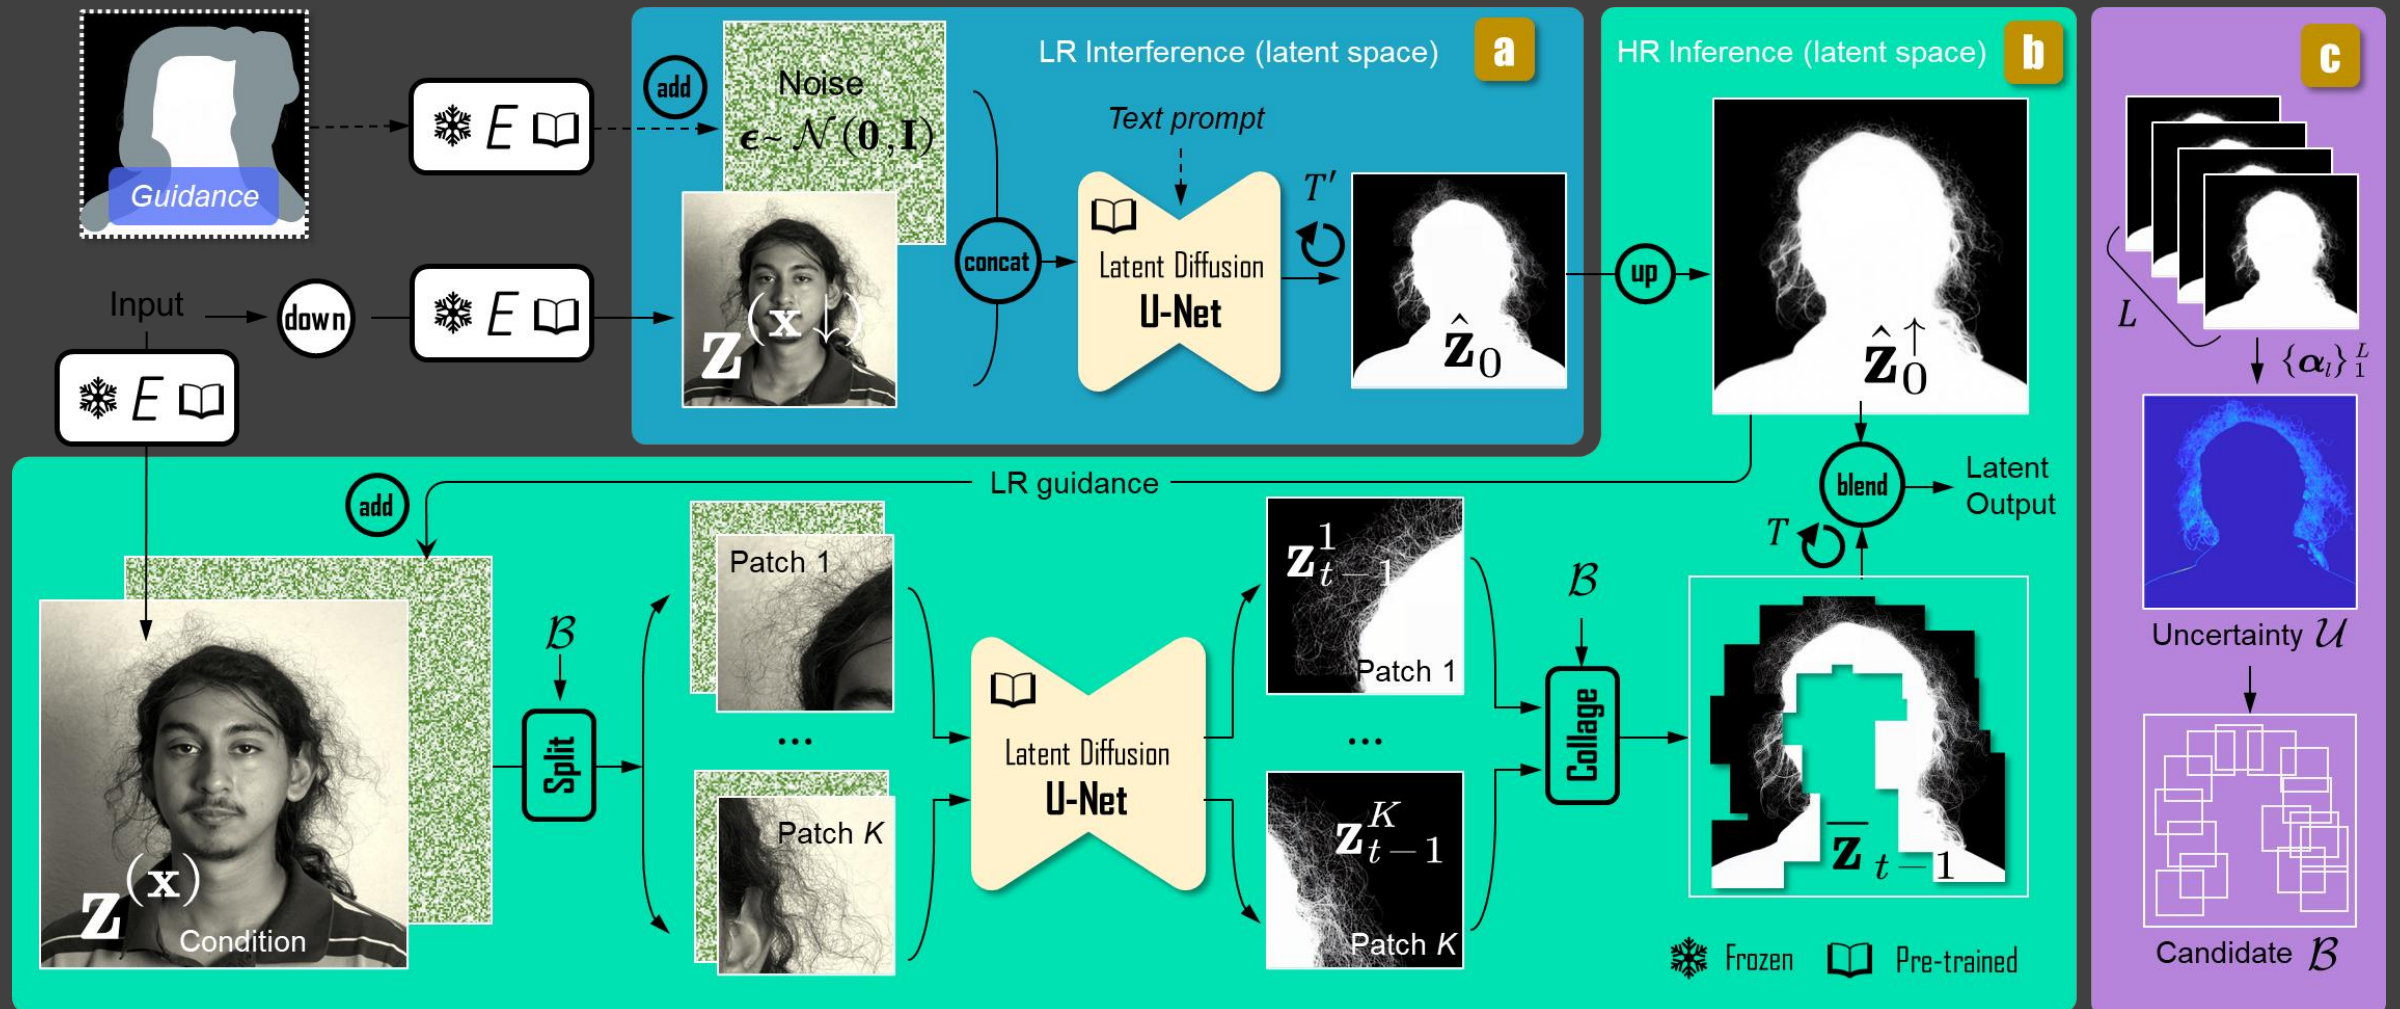 Guidance
E
Input
down
E
E
add
Noise
ϵ~ 𝒩(0,I)
z(x↓)
LR Interference (latent space)
a
Text prompt
concat
Latent Diffusion
U-Net
T′
ẑ0
HR Inference (latent space)
b
up
ẑ0↑
blend
Latent
Output
T
LR guidance
add
z(x)
Condition
ℬ
Split
Patch 1
...
Patch K
Latent Diffusion
U-Net
z1t−1
Patch 1
...
zKt−1
Patch K
ℬ
Collage
z̅t−1
Frozen
Pre-trained
c
L
{αl}L1
Uncertainty 𝒰
Candidate ℬ